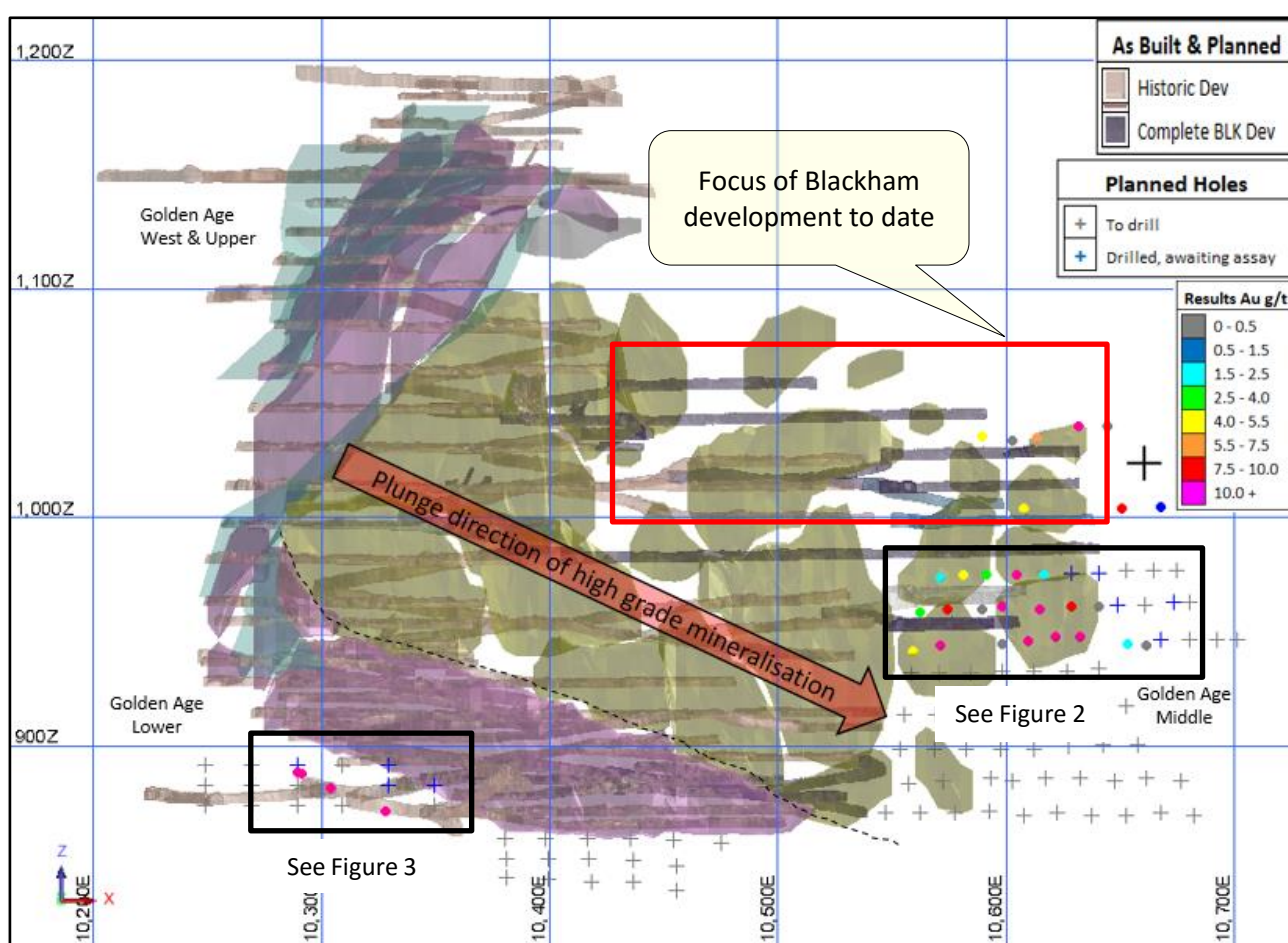 1,200Z
As Built & Planned
Historic Dev
Complete BLK Dev
Focus of Blackham
development to date
Planned Holes
To drill
Drilled, awaiting assay
Golden Age
West & Upper
1,100Z
Results Au g/t
0 - 0.5
0.5 - 1.5
1.5 - 2.5
2.5 - 4.0
4.0 - 5.5
5.5 - 7.5
7.5 - 10.0
10.0 +
Plunge direction of high grade mineralisation
1,000Z
Golden Age
Lower
See Figure 2
Golden Age
Middle
900Z
See Figure 3
Z
X
10,200E
10,300E
10,400E
10,500E
10,600E
10,700E